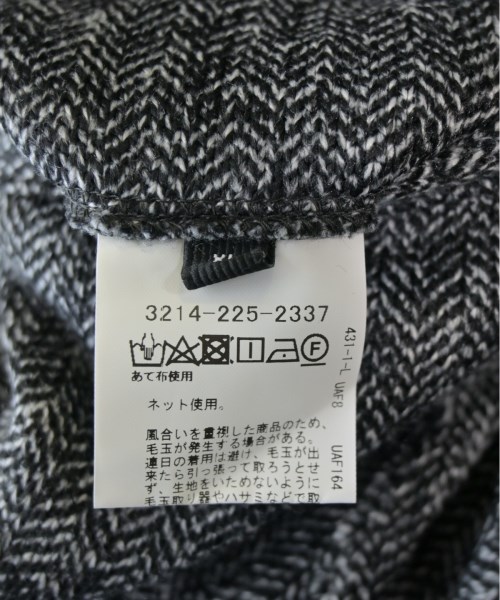 3214-225-2337
F
あて布使用
ネット使用。
風合いを重視した商品のため、
毛玉が発生する場合がある。
連日の着用は避け、毛玉が出
来たら引っ張って取ろうとせ
ず、生地をいためないように
毛玉取り器やハサミなどで取
431-1-L UAF8 UAF164